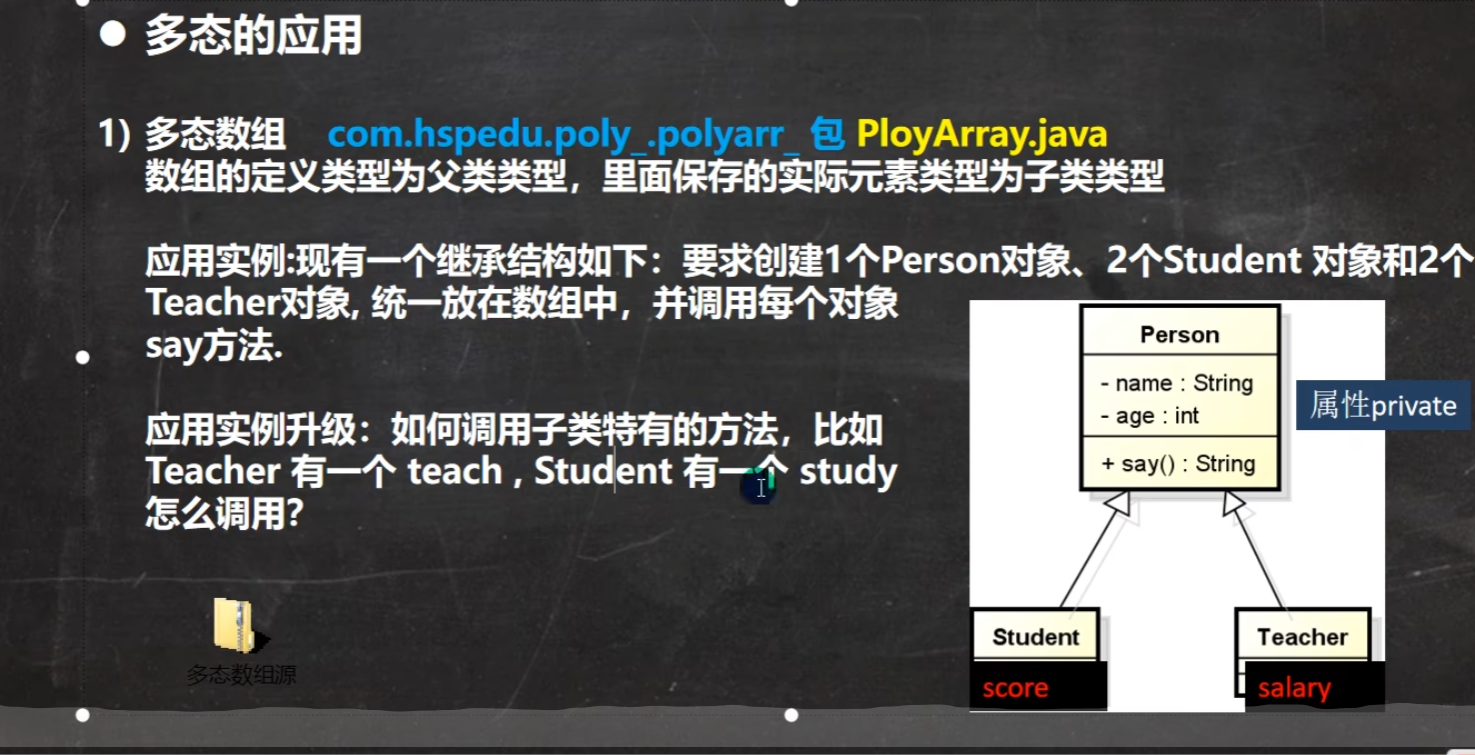 ● 多态的应用
1) 多态数组 com.hspedu.poly_.polyarr_ 包 PloyArray.java
数组的定义类型为父类类型，里面保存的实际元素类型为子类类型
应用实例:现有一个继承结构如下：要求创建1个Person对象、2个Student 对象和2个
Teacher对象, 统一放在数组中，并调用每个对象
say方法.
应用实例升级：如何调用子类特有的方法，比如
Teacher 有一个 teach , Student 有一个 study
怎么调用？
Person
- name : String
- age : int
+ say() : String
属性private
Student
score
Teacher
salary
多态数组源